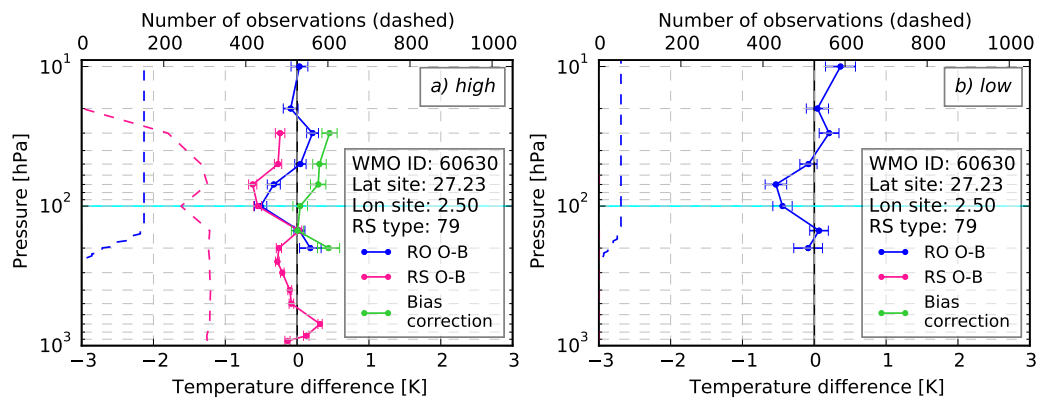 Number of observations (dashed)
0 200 400 600 800 1000
a) high
Pressure [hPa]
10¹
10²
10³
WMO ID: 60630
Lat site: 27.23
Lon site: 2.50
RS type: 79
RO O-B
RS O-B
Bias
correction
−3 −2 −1 0 1 2 3
Temperature difference [K]
Number of observations (dashed)
0 200 400 600 800 1000
b) low
Pressure [hPa]
10¹
10²
10³
WMO ID: 60630
Lat site: 27.23
Lon site: 2.50
RS type: 79
RO O-B
RS O-B
Bias
correction
−3 −2 −1 0 1 2 3
Temperature difference [K]